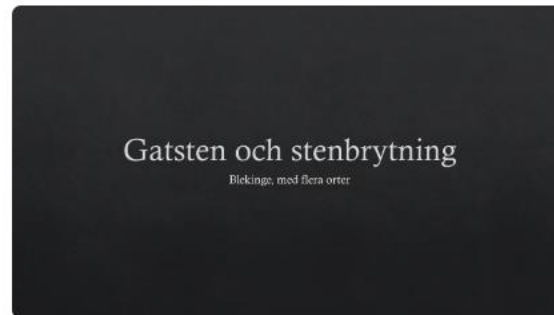 Gatsten och stenbrytning
Blekinge, med flera orter